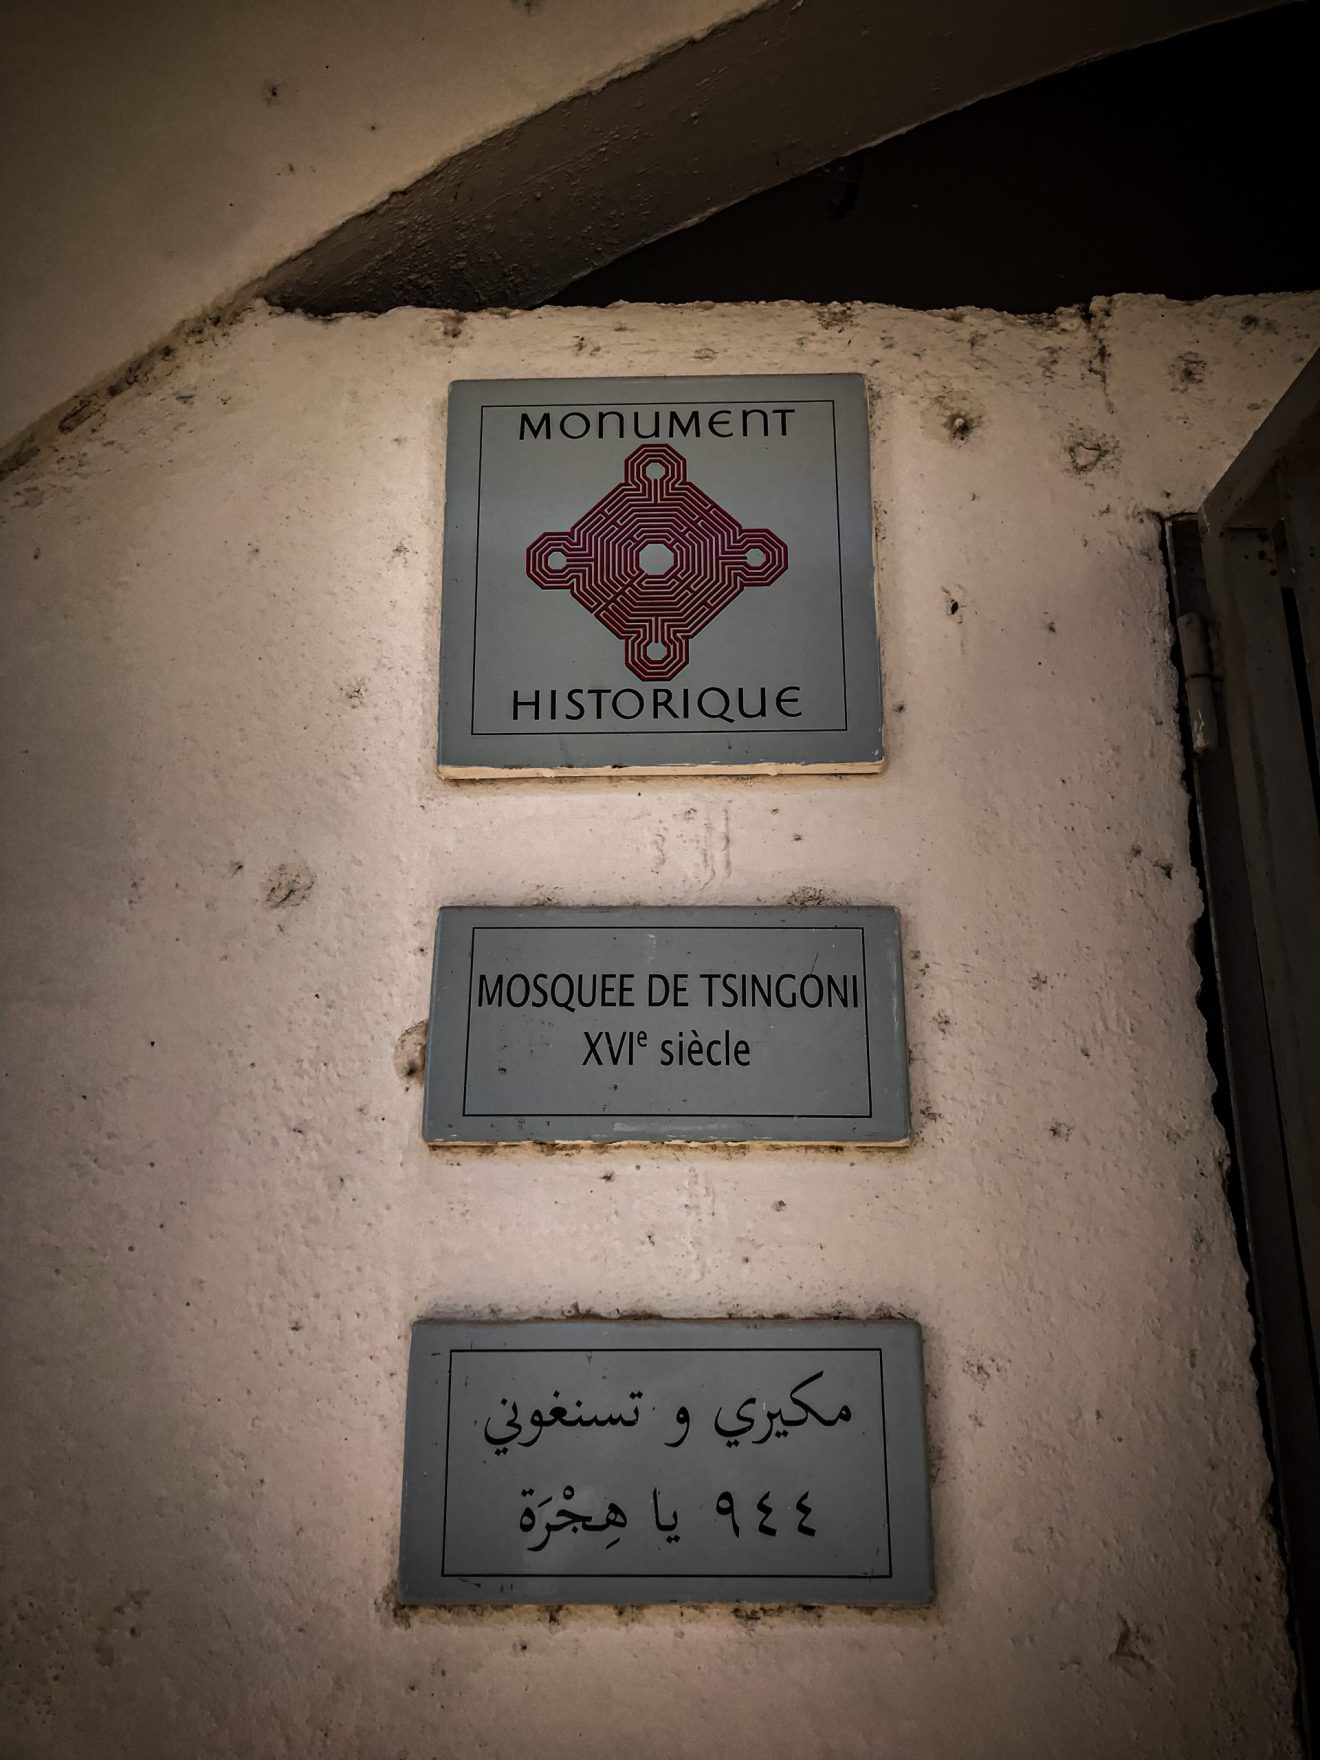 MONUMENT
HISTORIQUE
MOSQUEE DE TSINGONI
XVIe siècle
مكيري و تسنغوني
٩٤٤ يا هِجْرَة